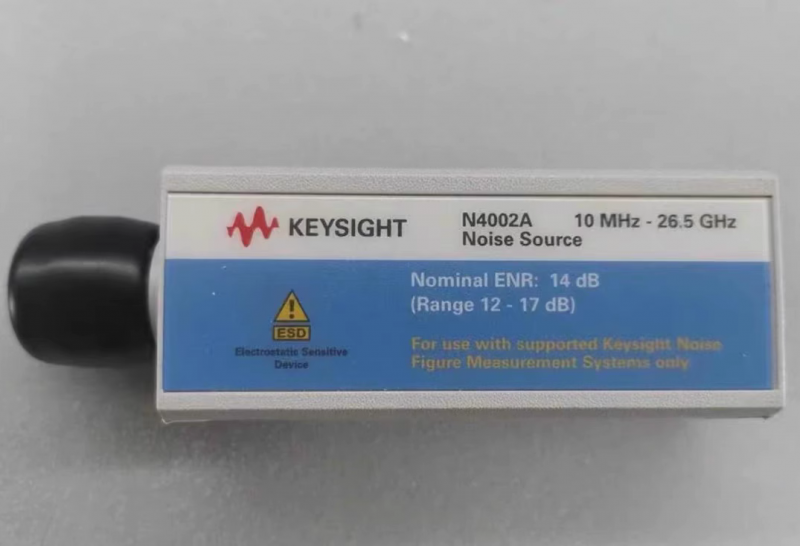 KEYSIGHT
N4002A 10 MHz - 26.5 GHz
Noise Source
Nominal ENR: 14 dB
(Range 12 - 17 dB)
ESD
Electrostatic Sensitive
Device
For use with supported Keysight Noise
Figure Measurement Systems only